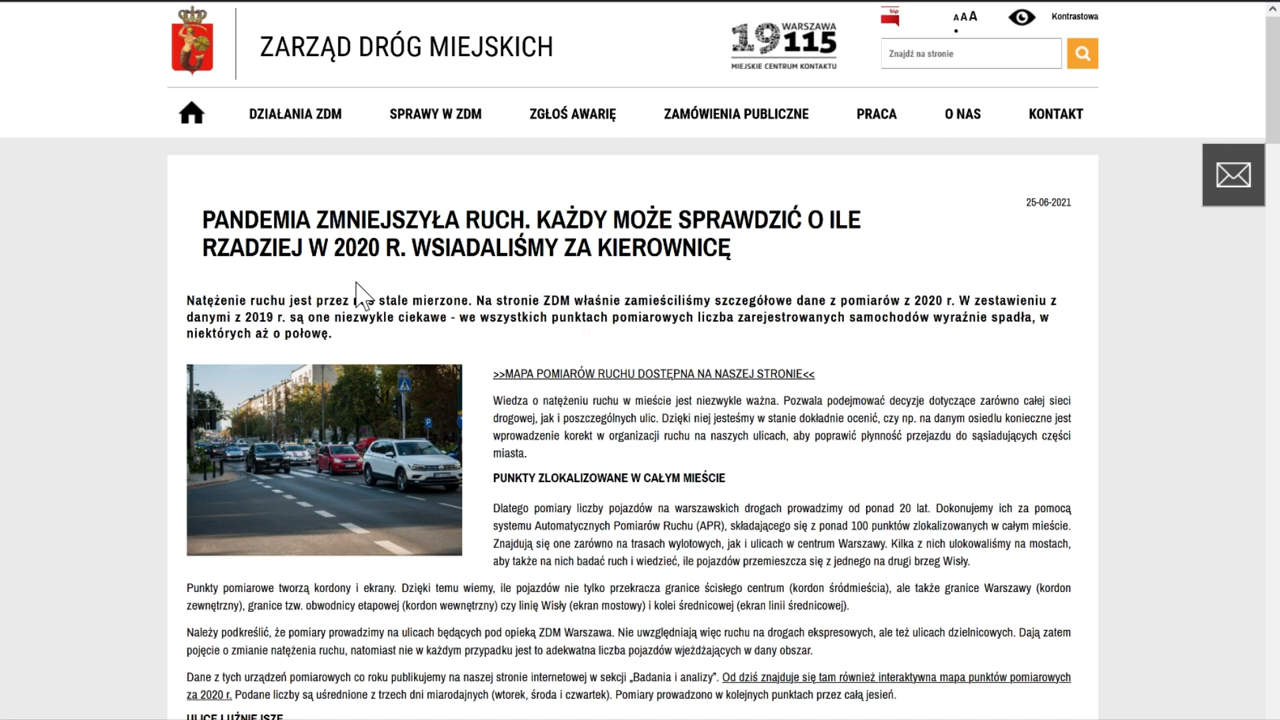 ZARZĄD DRÓG MIEJSKICH
19115
WARSZAWA
MIEJSKIE CENTRUM KONTAKTU
bip
A A A
Kontrastowa
Znajdź na stronie
DZIAŁANIA ZDM
SPRAWY W ZDM
ZGŁOŚ AWARIĘ
ZAMÓWIENIA PUBLICZNE
PRACA
O NAS
KONTAKT
25-06-2021
PANDEMIA ZMNIEJSZYŁA RUCH. KAŻDY MOŻE SPRAWDZIĆ O ILE
RZADZIEJ W 2020 R. WSIADALIŚMY ZA KIEROWNICĘ
Natężenie ruchu jest przez stale mierzone. Na stronie ZDM właśnie zamieściliśmy szczegółowe dane z pomiarów z 2020 r. W zestawieniu z
danymi z 2019 r. są one niezwykle ciekawe - we wszystkich punktach pomiarowych liczba zarejestrowanych samochodów wyraźnie spadła, w
niektórych aż o połowę.
>>MAPA POMIARÓW RUCHU DOSTĘPNA NA NASZEJ STRONIE<<
Wiedza o natężeniu ruchu w mieście jest niezwykle ważna. Pozwala podejmować decyzje dotyczące zarówno całej sieci
drogowej, jak i poszczególnych ulic. Dzięki niej jesteśmy w stanie dokładnie ocenić, czy np. na danym osiedlu konieczne jest
wprowadzenie korekt w organizacji ruchu na naszych ulicach, aby poprawić płynność przejazdu do sąsiadujących części
miasta.
PUNKTY ZLOKALIZOWANE W CAŁYM MIEŚCIE
Dlatego pomiary liczby pojazdów na warszawskich drogach prowadzimy od ponad 20 lat. Dokonujemy ich za pomocą
systemu Automatycznych Pomiarów Ruchu (APR), składającego się z ponad 100 punktów zlokalizowanych w całym mieście.
Znajdują się one zarówno na trasach wylotowych, jak i ulicach w centrum Warszawy. Kilka z nich ulokowaliśmy na mostach,
aby także na nich badać ruch i wiedzieć, ile pojazdów przemieszcza się z jednego na drugi brzeg Wisły.
Punkty pomiarowe tworzą kordony i ekrany. Dzięki temu wiemy, ile pojazdów nie tylko przekracza granice ścisłego centrum (kordon śródmieścia), ale także granice Warszawy (kordon
zewnętrzny), granice tzw. obwodnicy etapowej (kordon wewnętrzny) czy linię Wisły (ekran mostowy) i kolei średnicowej (ekran linii średnicowej).
Należy podkreślić, że pomiary prowadzimy na ulicach będących pod opieką ZDM Warszawa. Nie uwzględniają więc ruchu na drogach ekspresowych, ale też ulicach dzielnicowych. Dają zatem
pojęcie o zmianie natężenia ruchu, natomiast nie w każdym przypadku jest to adekwatna liczba pojazdów wjeżdżających w dany obszar.
Dane z tych urządzeń pomiarowych co roku publikujemy na naszej stronie internetowej w sekcji „Badania i analizy”. Od dziś znajduje się tam również interaktywna mapa punktów pomiarowych
za 2020 r. Podane liczby są uśrednione z trzech dni miarodajnych (wtorek, środa i czwartek). Pomiary prowadzono w kolejnych punktach przez całą jesień.
ULICE LUŹNIEJSZE